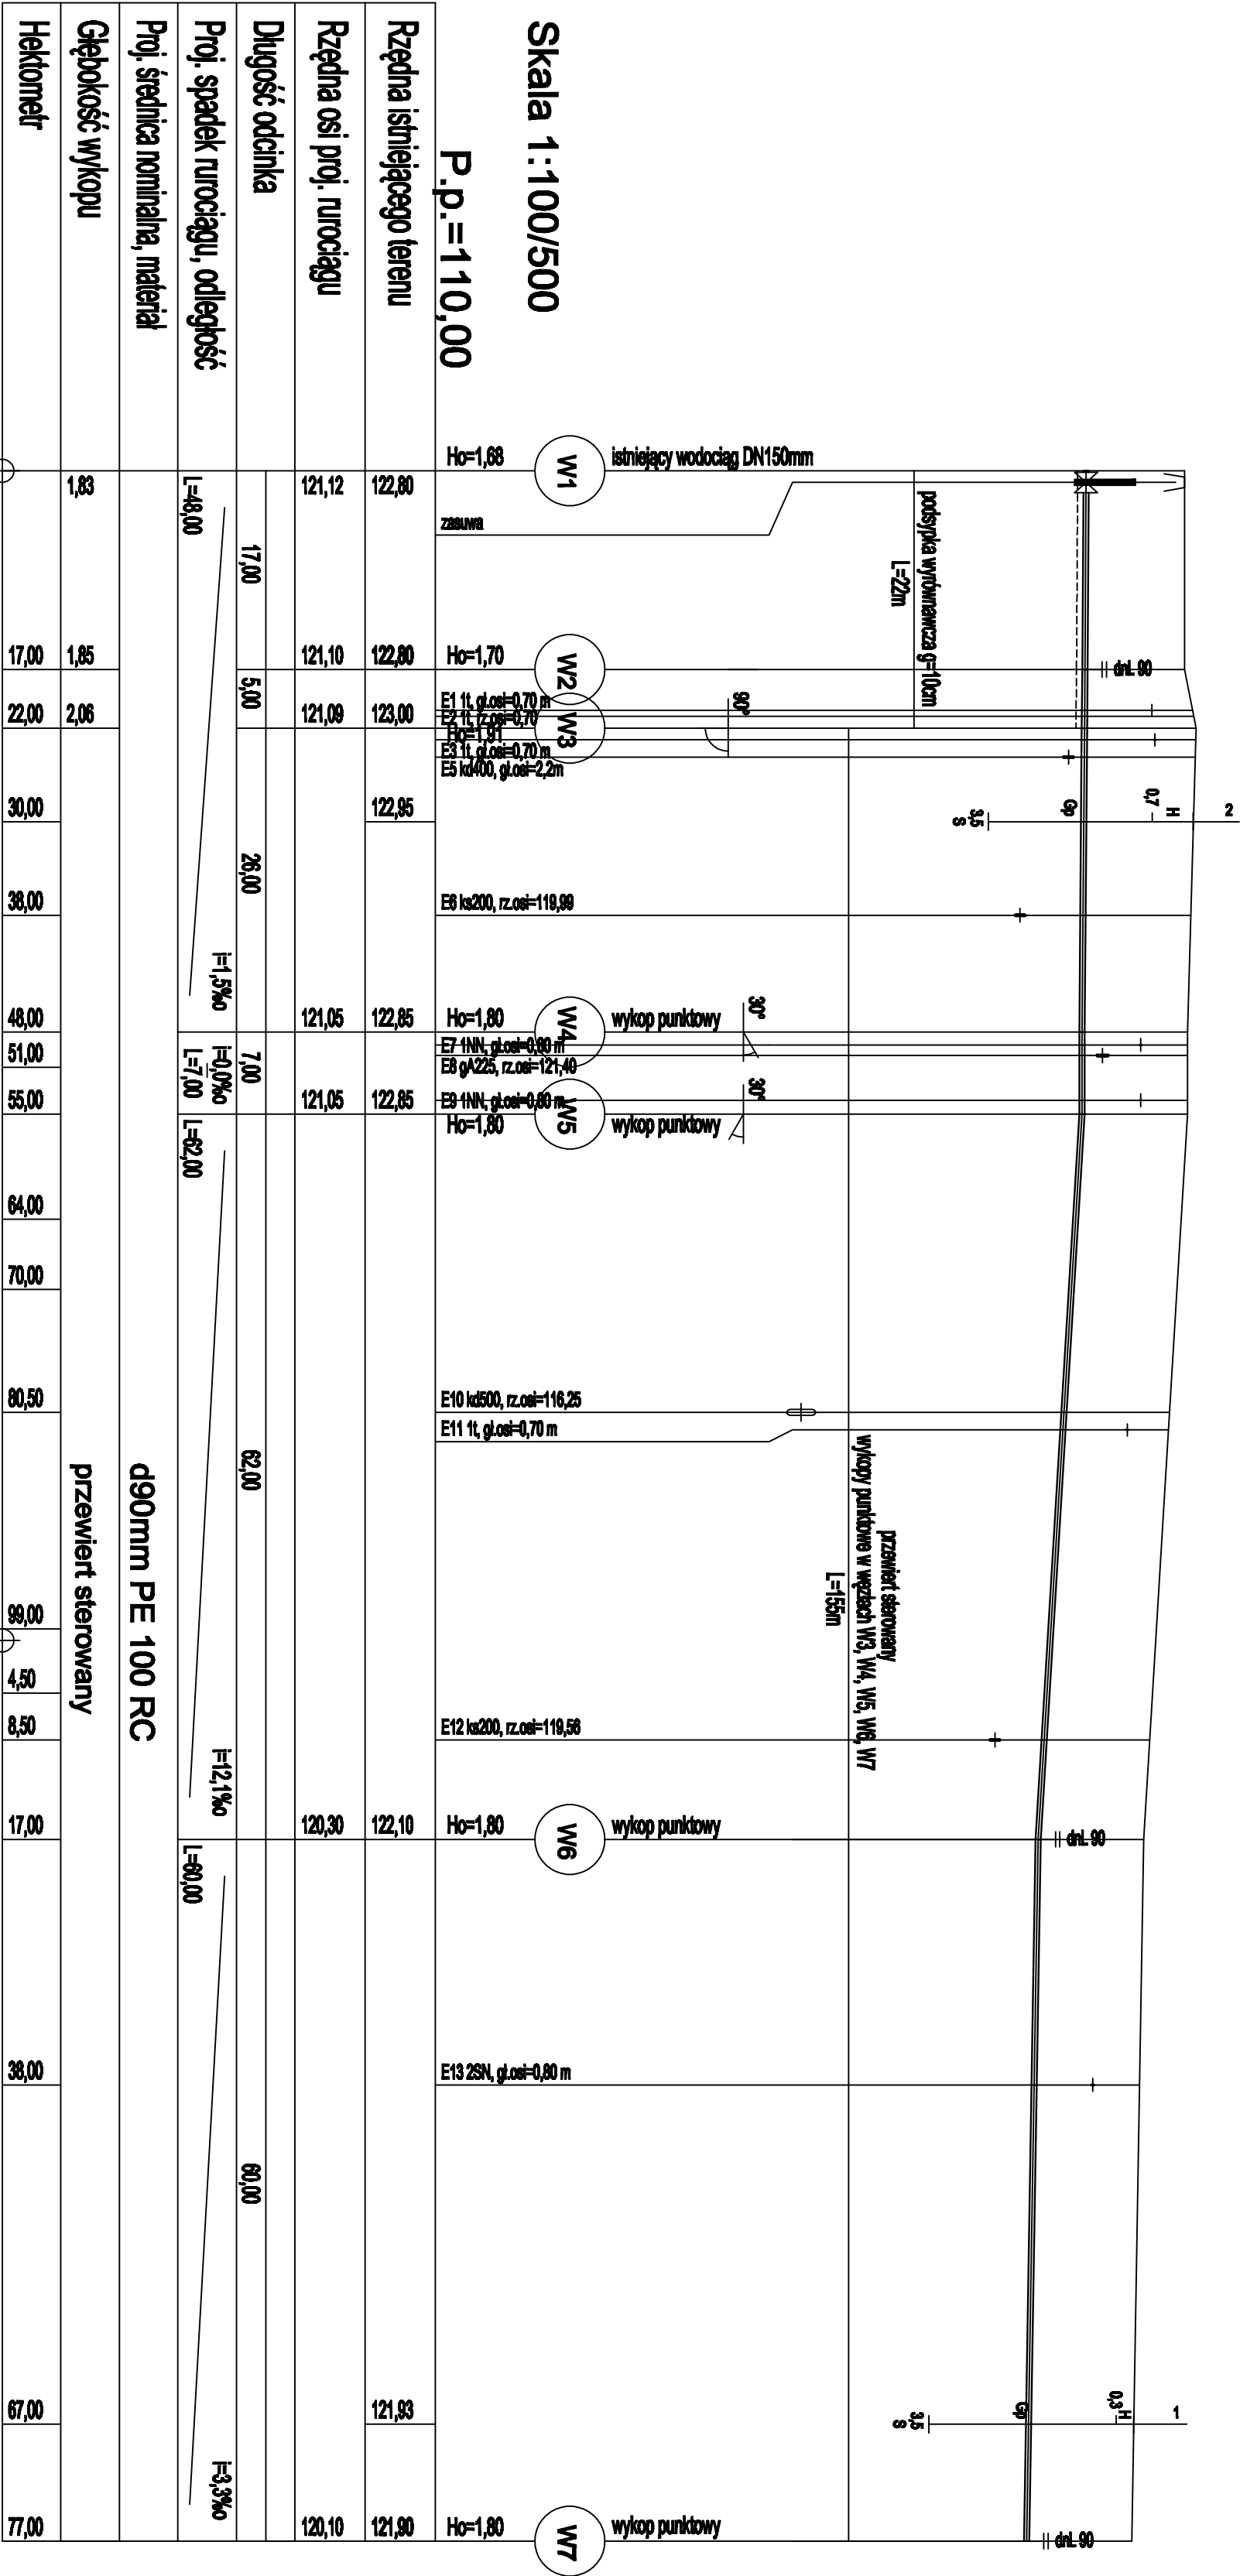 Skala 1:100/500
P.p.=110,00
W1
W2
W3
W4
W5
W6
W7
istniejący wodociąg DN150mm
zasuwa
podsypka wyrównawcza g=10cm
L=22m
dnL 90
90°
2
H
0,7
Gp
3,5
S
30°
30°
wykop punktowy
wykop punktowy
przewiert sterowany
wykopy punktowe w węzłach W3, W4, W5, W6, W7
L=155m
wykop punktowy
dnL 90
1
H
0,3
Gp
3,5
S
wykop punktowy
dnL 90
Ho=1,68
Ho=1,70
E1 1t, gł.osi=0,70 m
E2 1t, rz.osi=0,70
Ho=1,91
E3 1t, gł.osi=0,70 m
E5 kd400, gł.osi=2,2m
E6 ks200, rz.osi=119,99
Ho=1,80
E7 1NN, gł.osi=0,80 m
E8 gA225, rz.osi=121,40
E9 1NN, gł.osi=0,80 m
Ho=1,80
E10 kd500, rz.osi=116,25
E11 1t, gł.osi=0,70 m
E12 ks200, rz.osi=119,56
Ho=1,80
E13 2SN, gł.osi=0,80 m
Ho=1,80
Rzędna istniejącego terenu 122,80 122,80 123,00 122,95 122,85 122,85 122,10 121,93 121,90
Rzędna osi proj. rurociągu 121,12 121,10 121,09 121,05 121,05 120,30 120,10
Długość odcinka 17,00 5,00 26,00 7,00 62,00 60,00
Proj. spadek rurociągu, odległość L=48,00 i=1,5‰ i=0,0‰ L=7,00 L=62,00 i=12,1‰ L=60,00 i=3,3‰
Proj. średnica nominalna, materiał d90mm PE 100 RC
Głębokość wykopu 1,83 1,85 2,06 przewiert sterowany
Hektometr 17,00 22,00 30,00 38,00 48,00 51,00 55,00 64,00 70,00 80,50 99,00 4,50 8,50 17,00 38,00 67,00 77,00